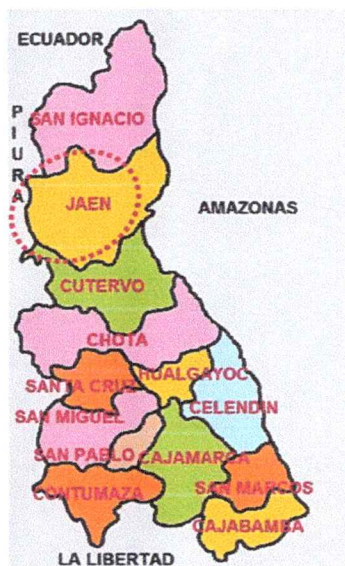 ECUADOR
PIURA
SAN IGNACIO
JAEN
AMAZONAS
CUTERVO
CHOTA
HUALGAYOC
SANTA CRUZ
CELENDIN
SAN MIGUEL
SAN PABLO
CAJAMARCA
CONTUMAZA
SAN MARCOS
CAJABAMBA
LA LIBERTAD